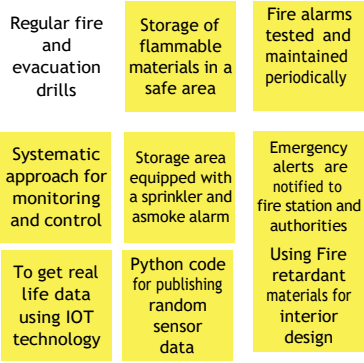 Regular fire
and
evacuation
drills
Storage of
flammable
materials in a
safe area
Fire alarms
tested and
maintained
periodically
Systematic
approach for
monitoring
and control
Storage area
equipped with
a sprinkler and
asmoke alarm
Emergency
alerts are
notified to
fire station and
authorities
To get real
life data
using IOT
technology
Python code
for publishing
random
sensor
data
Using Fire
retardant
materials for
interior
design